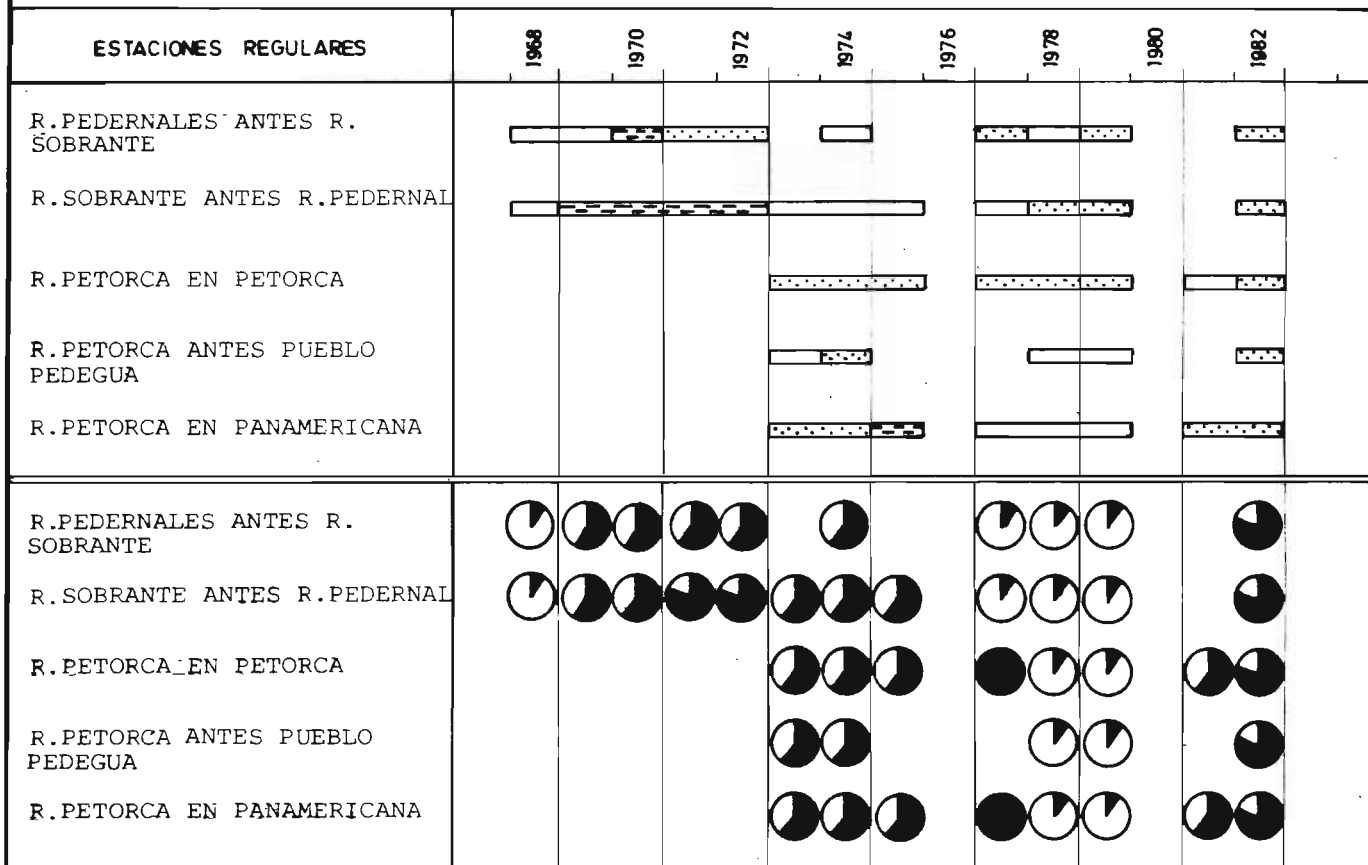 ESTACIONES REGULARES
1968
1970
1972
1974
1976
1978
1980
1982
R.PEDERNALES ANTES R.
SOBRANTE
R.SOBRANTE ANTES R.PEDERNAL
R.PETORCA EN PETORCA
R.PETORCA ANTES PUEBLO
PEDEGUA
R.PETORCA EN PANAMERICANA
R.PEDERNALES ANTES R.
SOBRANTE
R.SOBRANTE ANTES R.PEDERNAL
R.PETORCA EN PETORCA
R.PETORCA ANTES PUEBLO
PEDEGUA
R.PETORCA EN PANAMERICANA